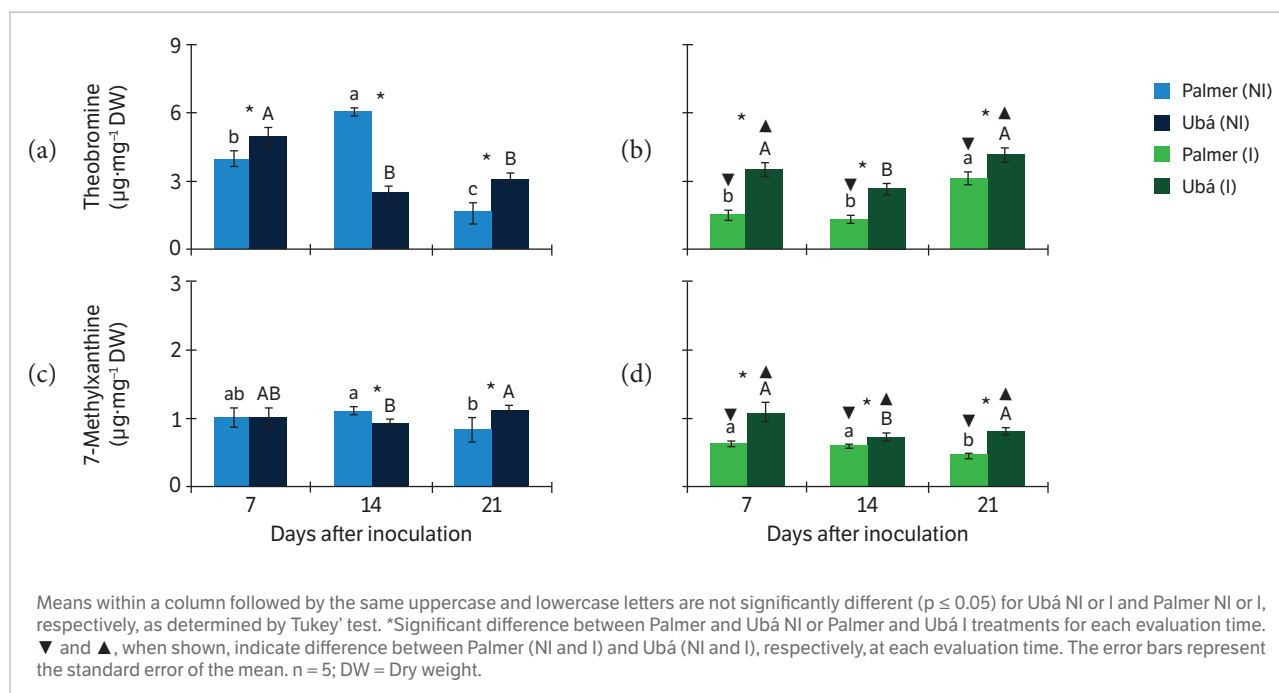 9
6
3
0
Theobromine
(µg·mg⁻¹ DW)
(a)
b * A
a *
B
c * B
(b)
▼ b * ▲ A
▼ b * B
▼ a * ▲ A
Palmer (NI)
Ubá (NI)
Palmer (I)
Ubá (I)
3
2
1
0
7-Methylxanthine
(µg·mg⁻¹ DW)
(c)
ab AB
a * B
b * A
(d)
▼ a * ▲ A
▼ a * ▲ B
▼ b * ▲ A
7 14 21
Days after inoculation
7 14 21
Days after inoculation
Means within a column followed by the same uppercase and lowercase letters are not significantly different (p ≤ 0.05) for Ubá NI or I and Palmer NI or I,
respectively, as determined by Tukey’ test. *Significant difference between Palmer and Ubá NI or Palmer and Ubá I treatments for each evaluation time.
▼ and ▲, when shown, indicate difference between Palmer (NI and I) and Ubá (NI and I), respectively, at each evaluation time. The error bars represent
the standard error of the mean. n = 5; DW = Dry weight.